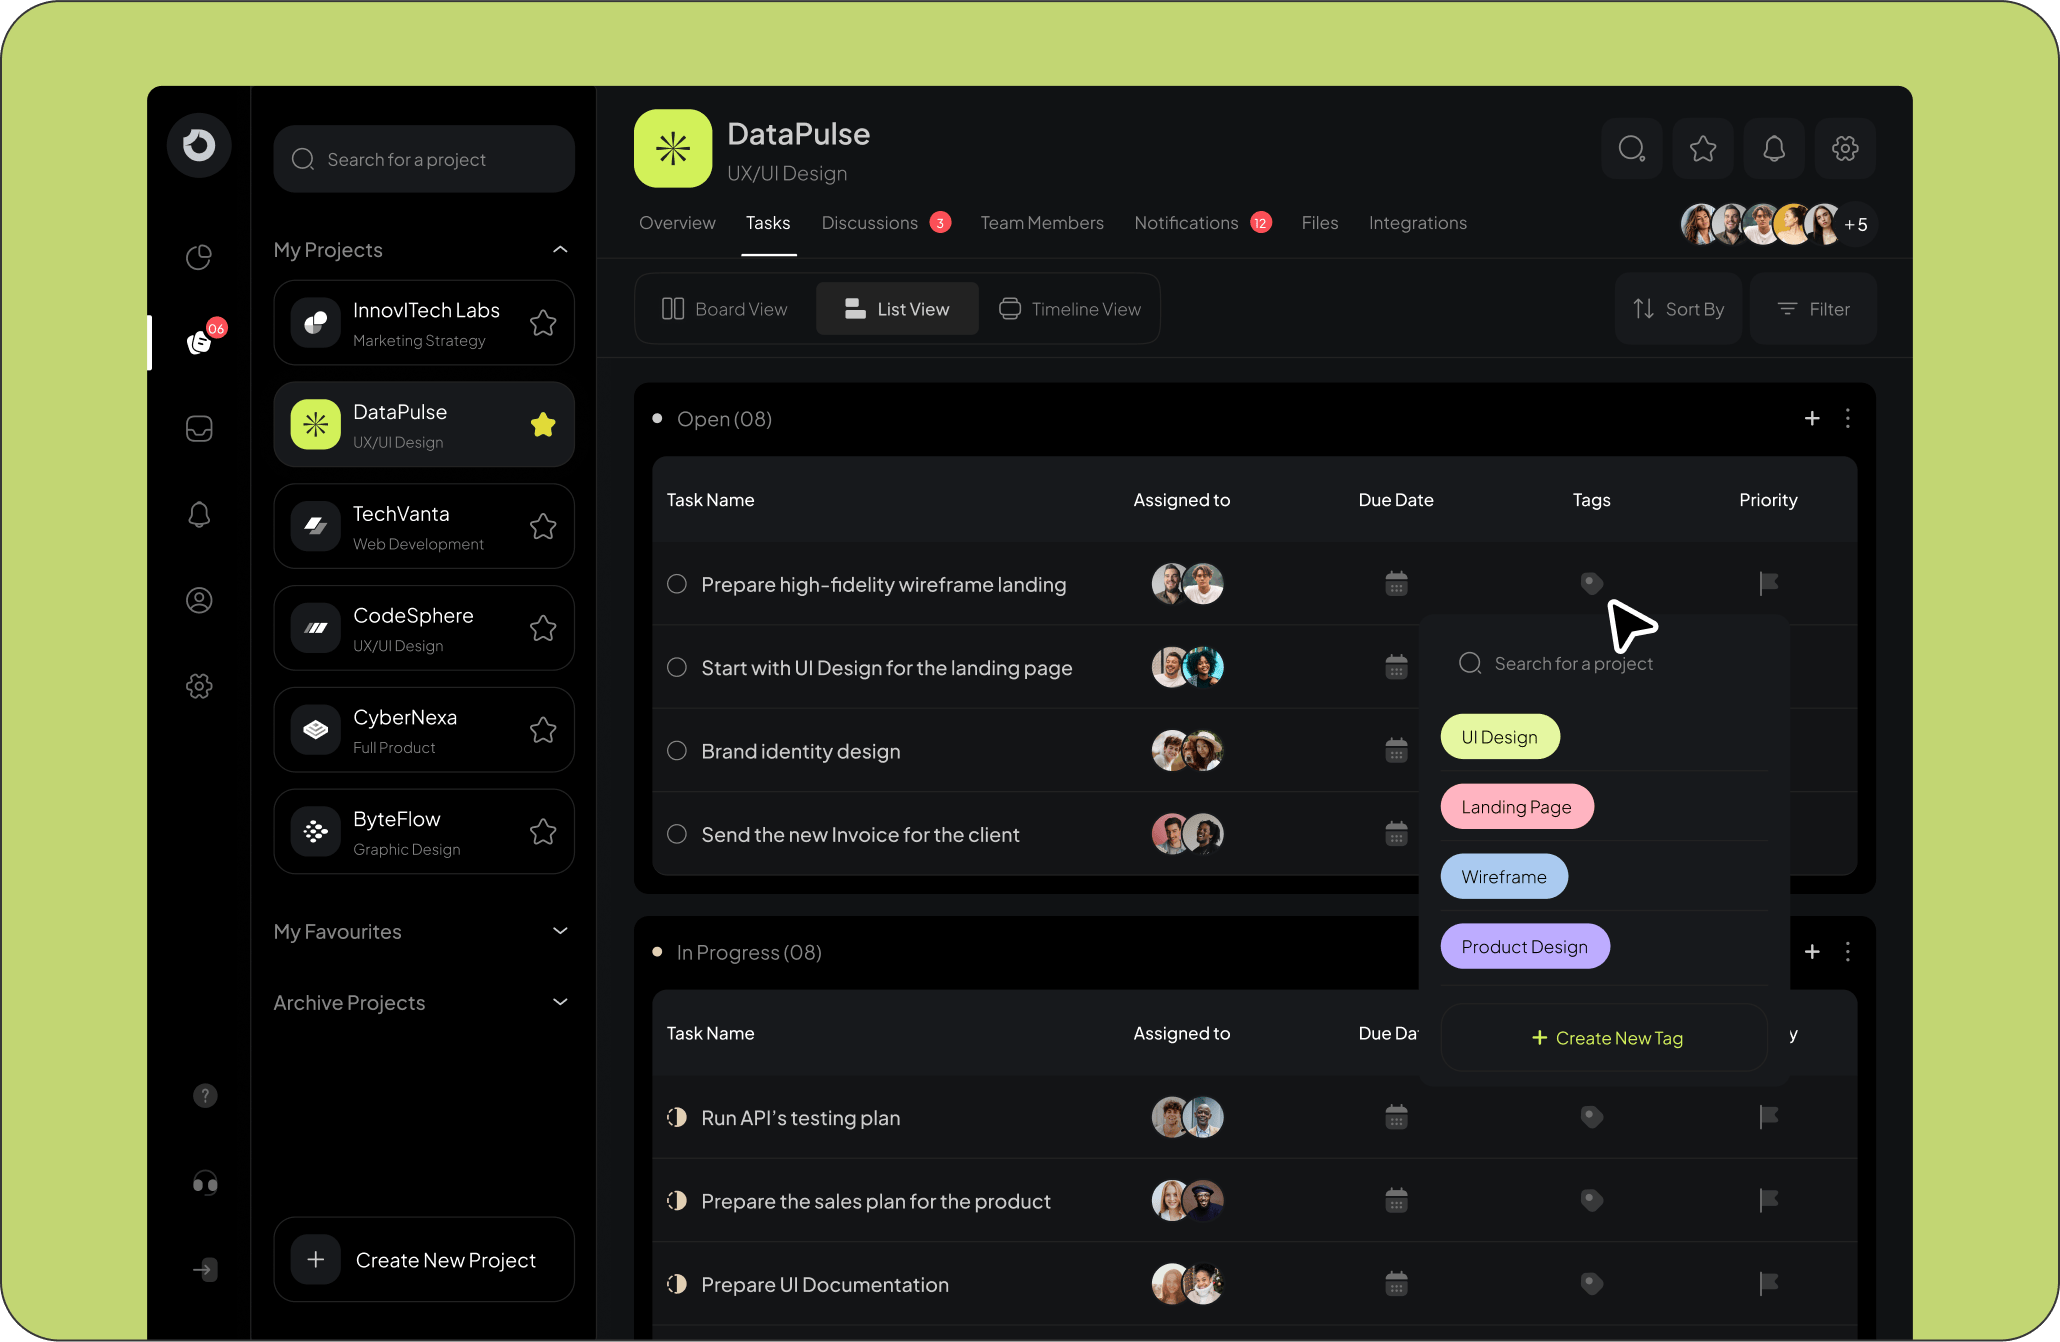 Search for a project
My Projects
InnovlTech Labs
Marketing Strategy
DataPulse
UX/UI Design
TechVanta
Web Development
CodeSphere
UX/UI Design
CyberNexa
Full Product
ByteFlow
Graphic Design
My Favourites
Archive Projects
Create New Project
06
?
DataPulse
UX/UI Design
Overview Tasks Discussions 3 Team Members Notifications 12 Files Integrations
+5
Board View List View Timeline View Sort By Filter
Open (08)
Task Name Assigned to Due Date Tags Priority
Prepare high-fidelity wireframe landing
Start with UI Design for the landing page
Brand identity design
Send the new Invoice for the client
Search for a project
UI Design
Landing Page
Wireframe
Product Design
+ Create New Tag
In Progress (08)
Task Name Assigned to Due Da y
Run API’s testing plan
Prepare the sales plan for the product
Prepare UI Documentation